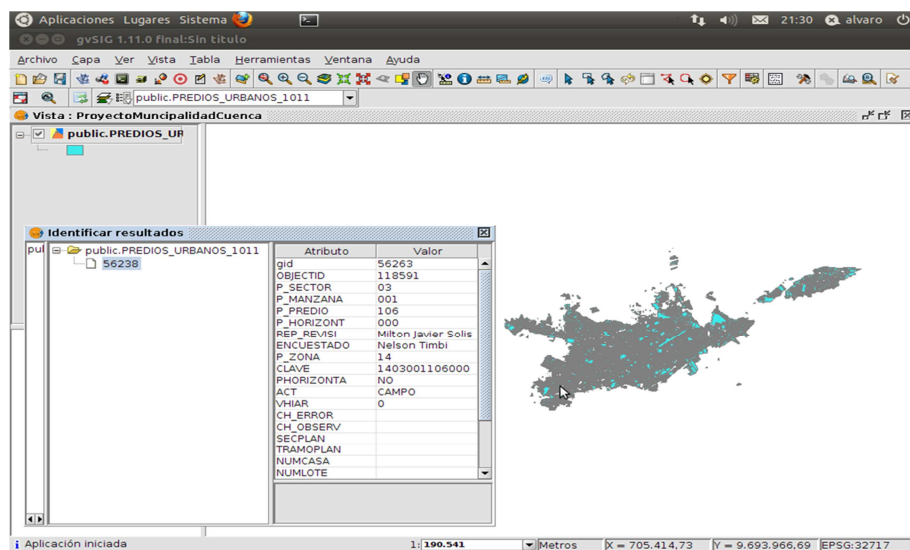 Aplicaciones Lugares Sistema 21:30 alvaro
gvSIG 1.11.0 final:Sin titulo
Archivo Capa Ver Vista Tabla Herramientas Ventana Ayuda
public.PREDIOS_URBANOS_1011
Vista : ProyectoMuncipalidadCuenca
public.PREDIOS_UR
Identificar resultados
pul
public.PREDIOS_URBANOS_1011
56238
Atributo Valor
gid 56263
OBJECTID 118591
P_SECTOR 03
P_MANZANA 001
P_PREDIO 106
P_HORIZONT 000
REP_REVISI Milton Javier Solis
ENCUESTADO Nelson Timbi
P_ZONA 14
CLAVE 1403001106000
PHORIZONTA NO
ACT CAMPO
VHIAR 0
CH_ERROR
CH_OBSERV
SECPLAN
TRAMOPLAN
NUMCASA
NUMLOTE
Aplicación iniciada 1: 190.541 Metros X = 705.414,73 Y = 9.693.966,69 EPSG:32717